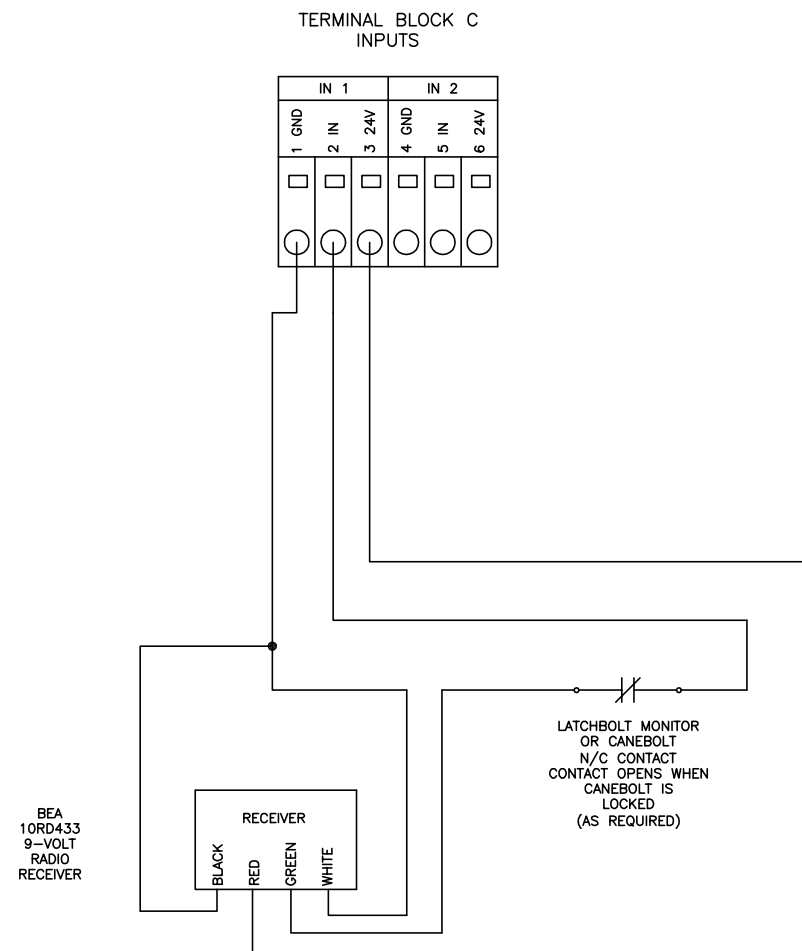 TERMINAL BLOCK C
INPUTS
IN 1
IN 2
1 GND
2 IN
3 24V
4 GND
5 IN
6 24V
LATCHBOLT MONITOR
OR CANEBOLT
N/C CONTACT
CONTACT OPENS WHEN
CANEBOLT IS
LOCKED
(AS REQUIRED)
BEA
10RD433
9-VOLT
RADIO
RECEIVER
RECEIVER
BLACK
RED
GREEN
WHITE